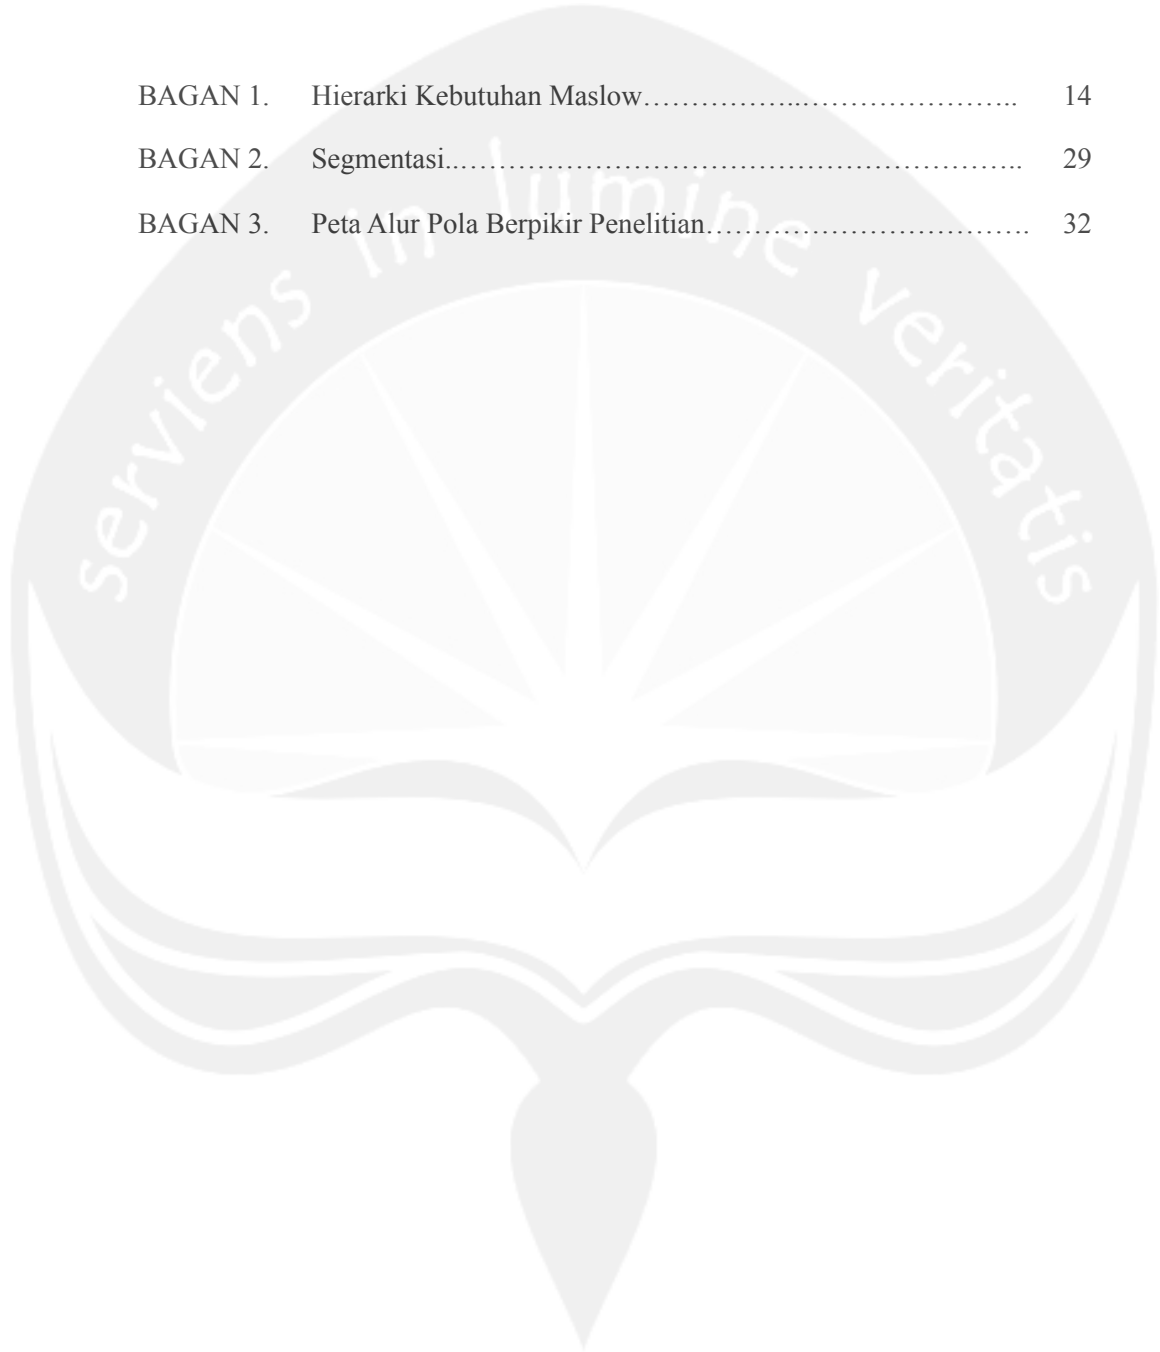 BAGAN 1. Hierarki Kebutuhan Maslow……………..………………….. 14
BAGAN 2. Segmentasi..…………………………………………….. 29
BAGAN 3. Peta Alur Pola Berpikir Penelitian……………………………. 32
serviens in lumine veritatis